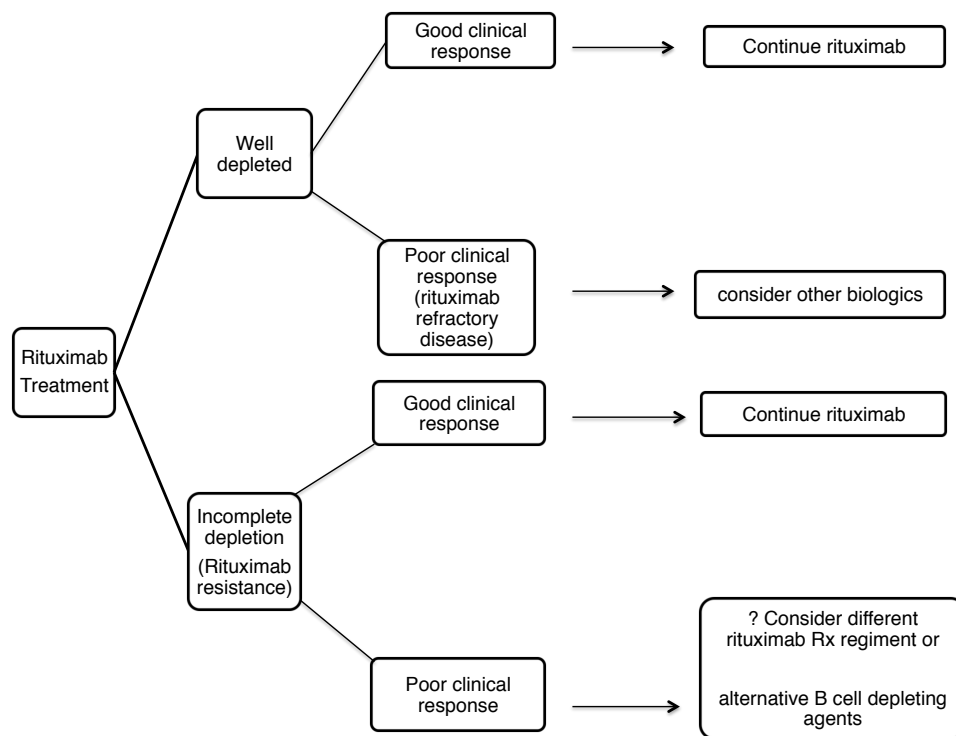 Good clinical
response
Continue rituximab
Well
depleted
Poor clinical
response
(rituximab
refractory
disease)
consider other biologics
Rituximab
Treatment
Good clinical
response
Continue rituximab
Incomplete
depletion
(Rituximab
resistance)
? Consider different
rituximab Rx regiment or
alternative B cell depleting
agents
Poor clinical
response